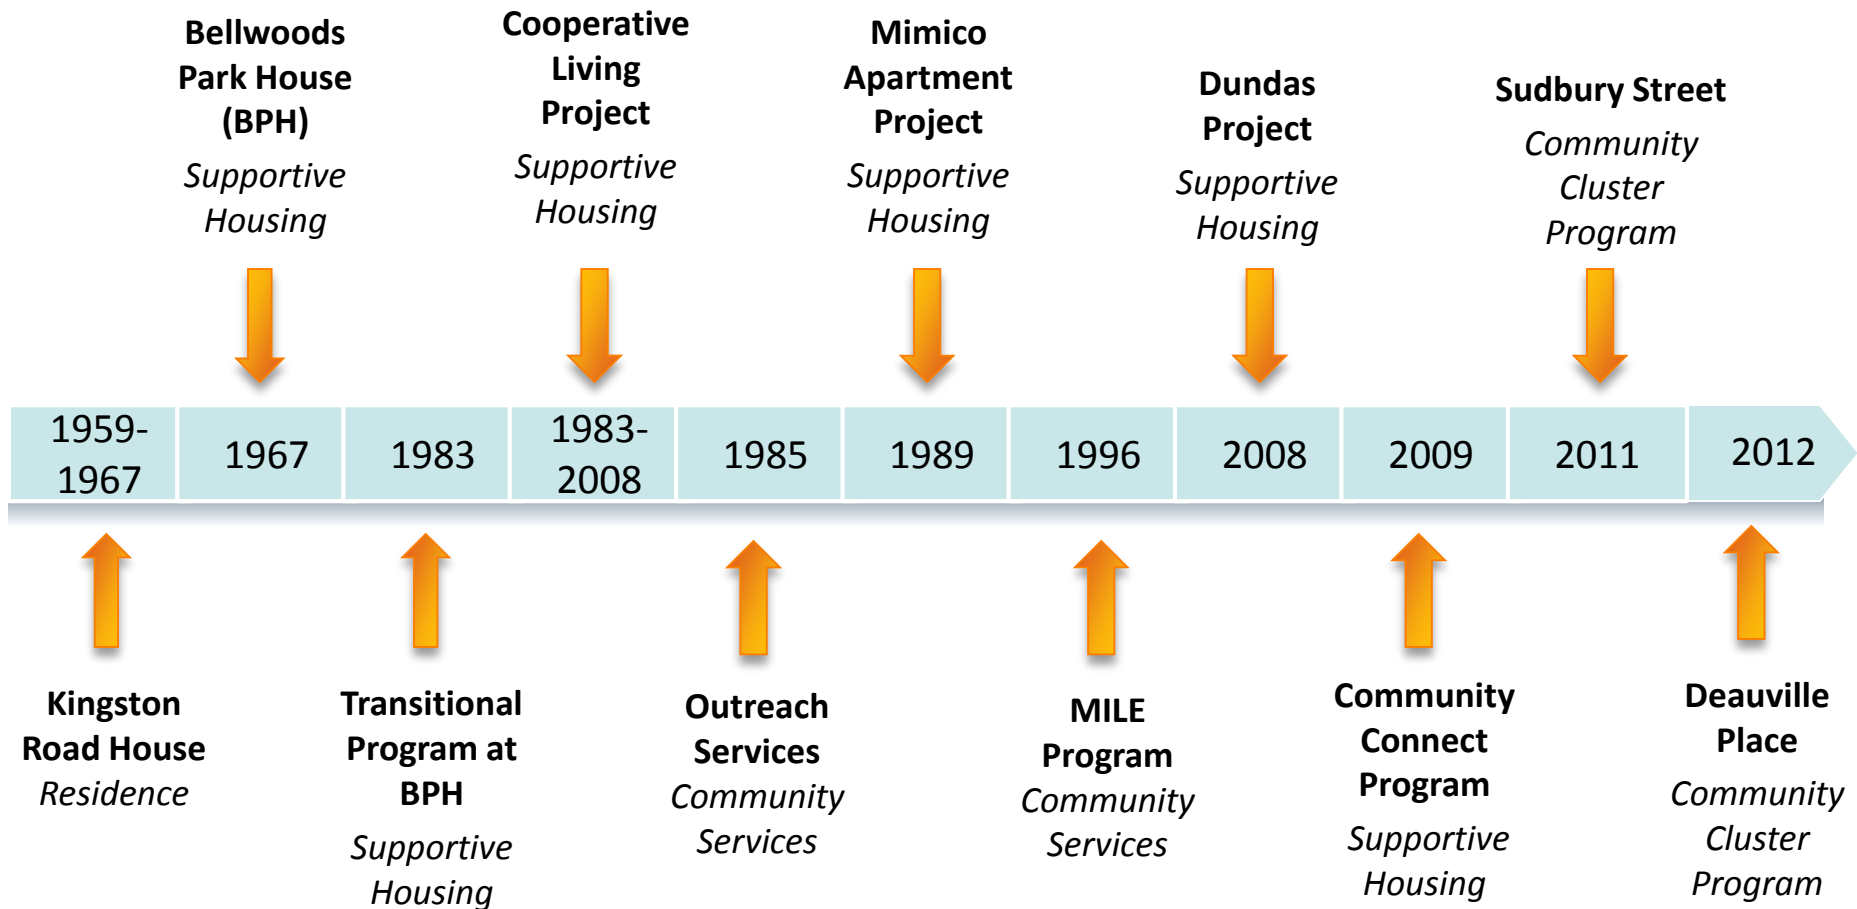 Bellwoods
Park House
(BPH)
Supportive
Housing
Cooperative
Living
Project
Supportive
Housing
Mimico
Apartment
Project
Supportive
Housing
Dundas
Project
Supportive
Housing
Sudbury Street
Community
Cluster
Program
1959-
1967
1967
1983
1983-
2008
1985
1989
1996
2008
2009
2011
2012
Kingston
Road House
Residence
Transitional
Program at
BPH
Supportive
Housing
Outreach
Services
Community
Services
MILE
Program
Community
Services
Community
Connect
Program
Supportive
Housing
Deauville
Place
Community
Cluster
Program